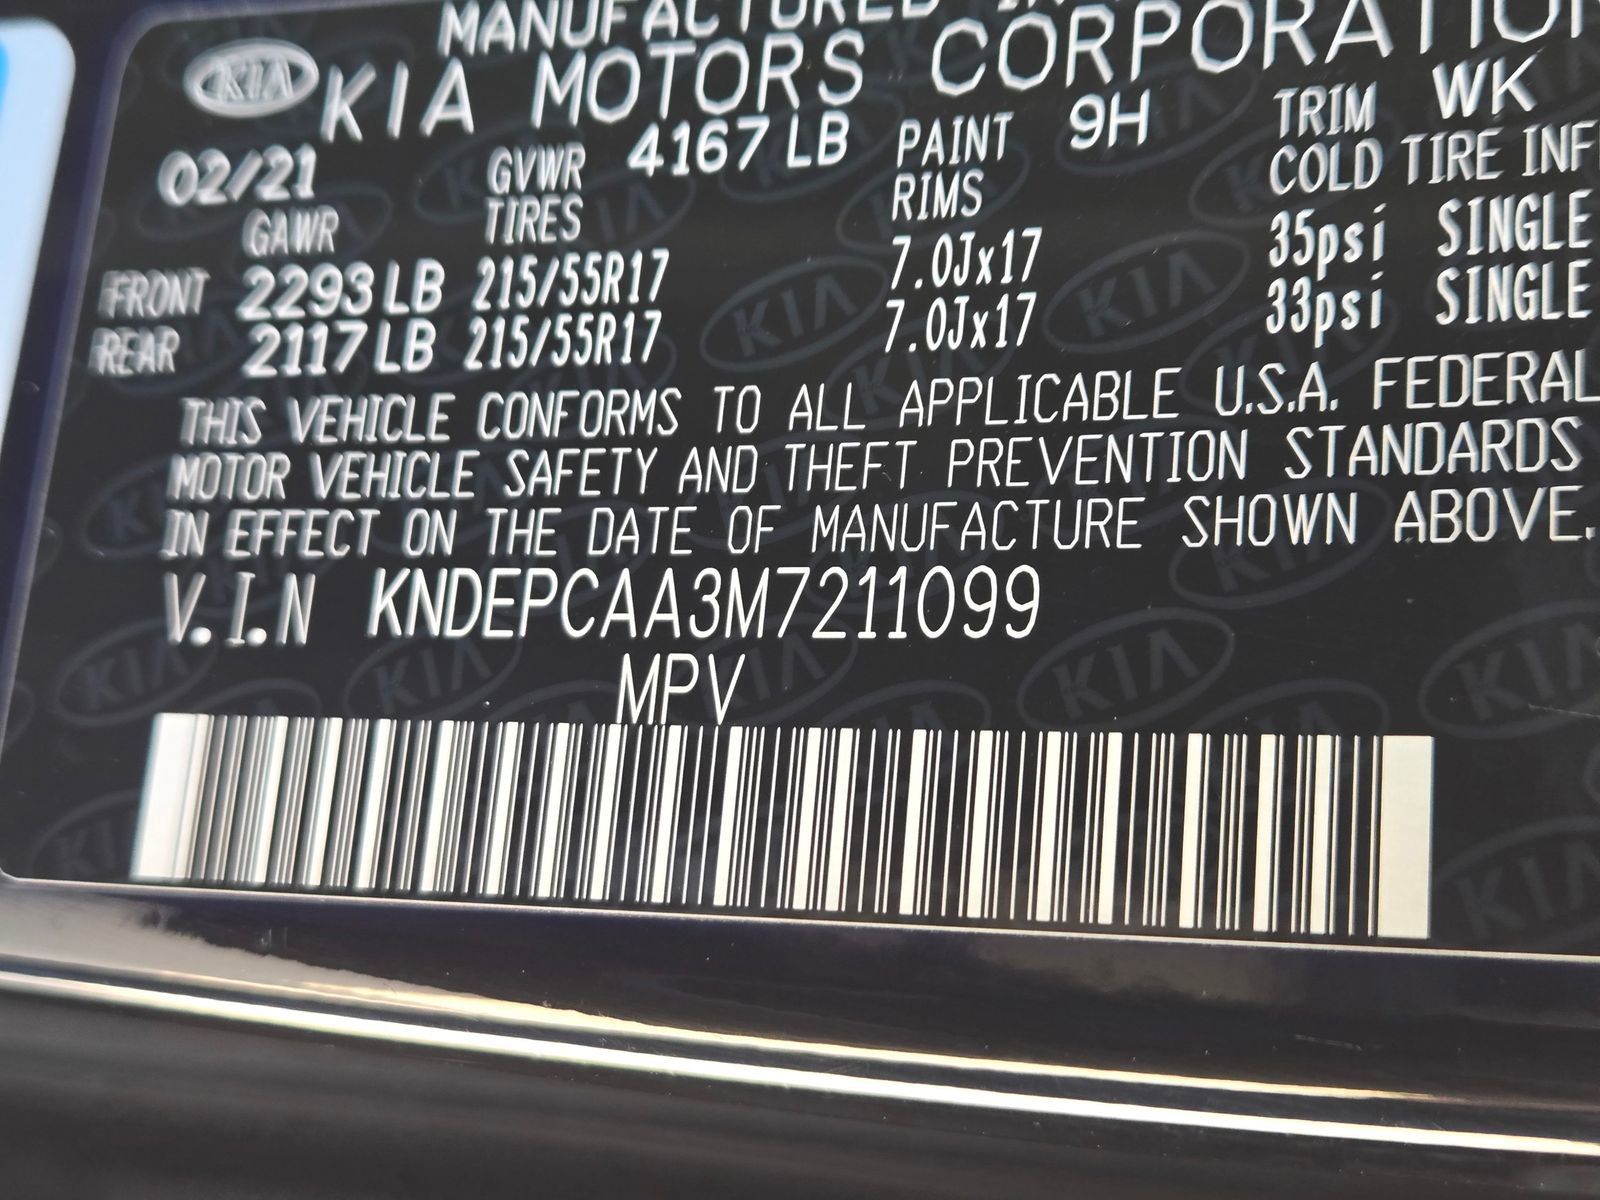 MANUFACTURED
KIA KIA MOTORS CORPORATION
02/21 GVWR 4167 LB PAINT 9H TRIM WK
GAWR TIRES RIMS COLD TIRE INF
FRONT 2293 LB 215/55R17 7.0Jx17 35psi SINGLE
REAR 2117 LB 215/55R17 7.0Jx17 33psi SINGLE
THIS VEHICLE CONFORMS TO ALL APPLICABLE U.S.A. FEDERAL
MOTOR VEHICLE SAFETY AND THEFT PREVENTION STANDARDS
IN EFFECT ON THE DATE OF MANUFACTURE SHOWN ABOVE.
V.I.N KNDEPCAA3M7211099
MPV